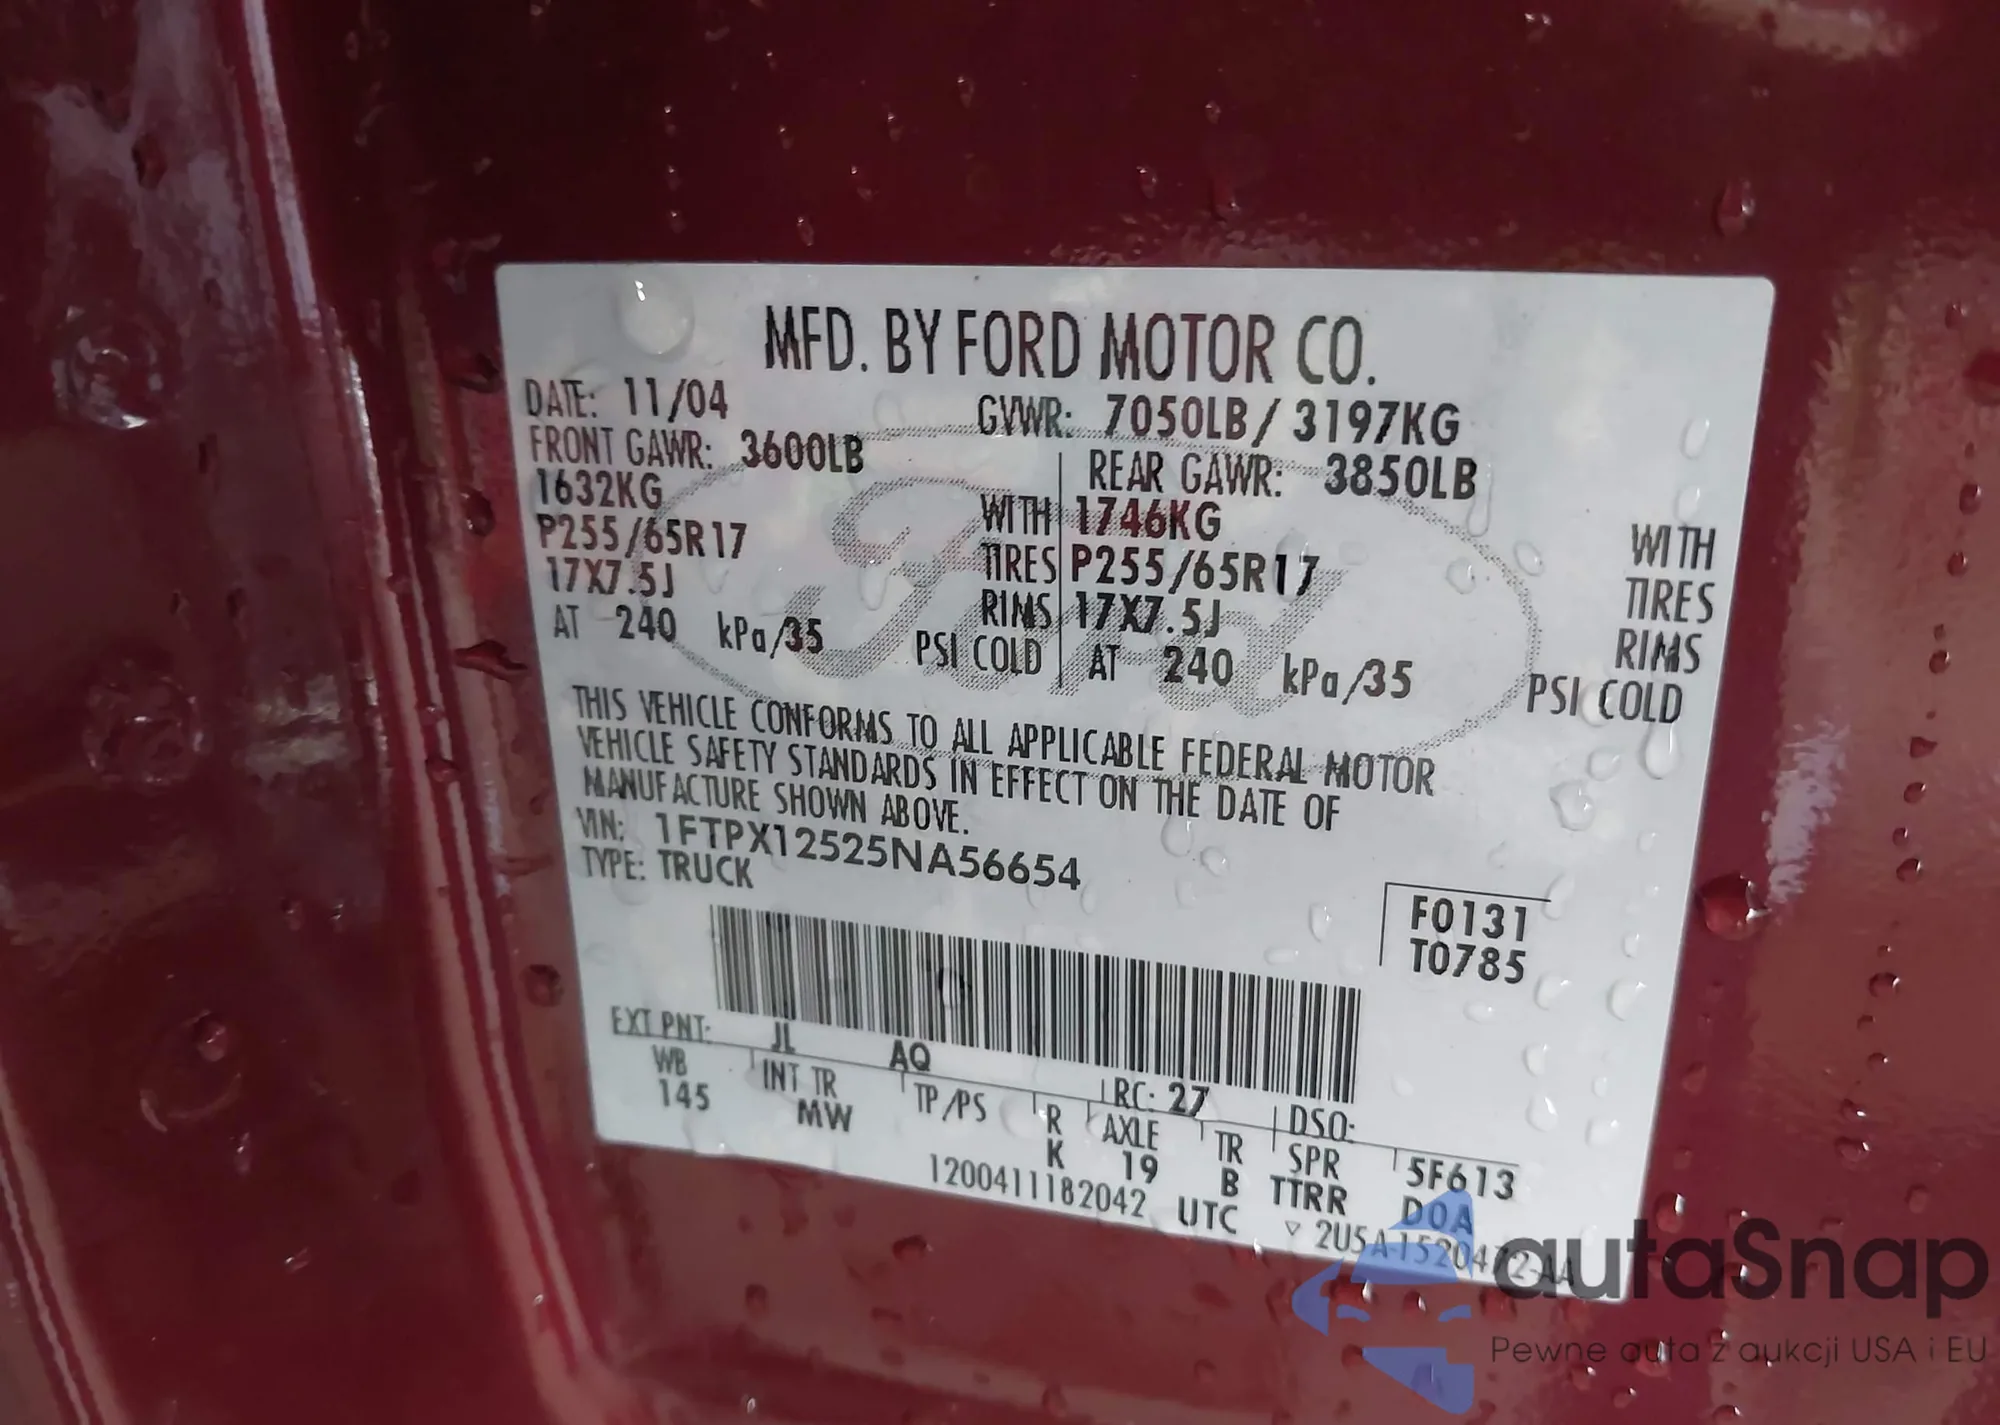 MFD. BY FORD MOTOR CO.
DATE: 11/04 GVWR: 7050LB / 3197KG
FRONT GAWR: 3600LB REAR GAWR: 3850LB
1632KG WITH 1746KG WITH
P255/65R17 TIRES P255/65R17 TIRES
17X7.5J RIMS 17X7.5J RIMS
AT 240 kPa/35 PSI COLD AT 240 kPa/35 PSI COLD
THIS VEHICLE CONFORMS TO ALL APPLICABLE FEDERAL MOTOR
VEHICLE SAFETY STANDARDS IN EFFECT ON THE DATE OF
MANUFACTURE SHOWN ABOVE.
VIN: 1FTPX12525NA56654
TYPE: TRUCK
F0131
T0785
EXT PNT: JL AQ RC: 27 DSO:
WB INT TR TP/PS R AXLE TR SPR 5F613
145 MW K 19 B TTRR DOA
1200411182042 UTC ▽ 2U5A-1520472-AA
Ford
autaSnap
Pewne auta z aukcji USA i EU